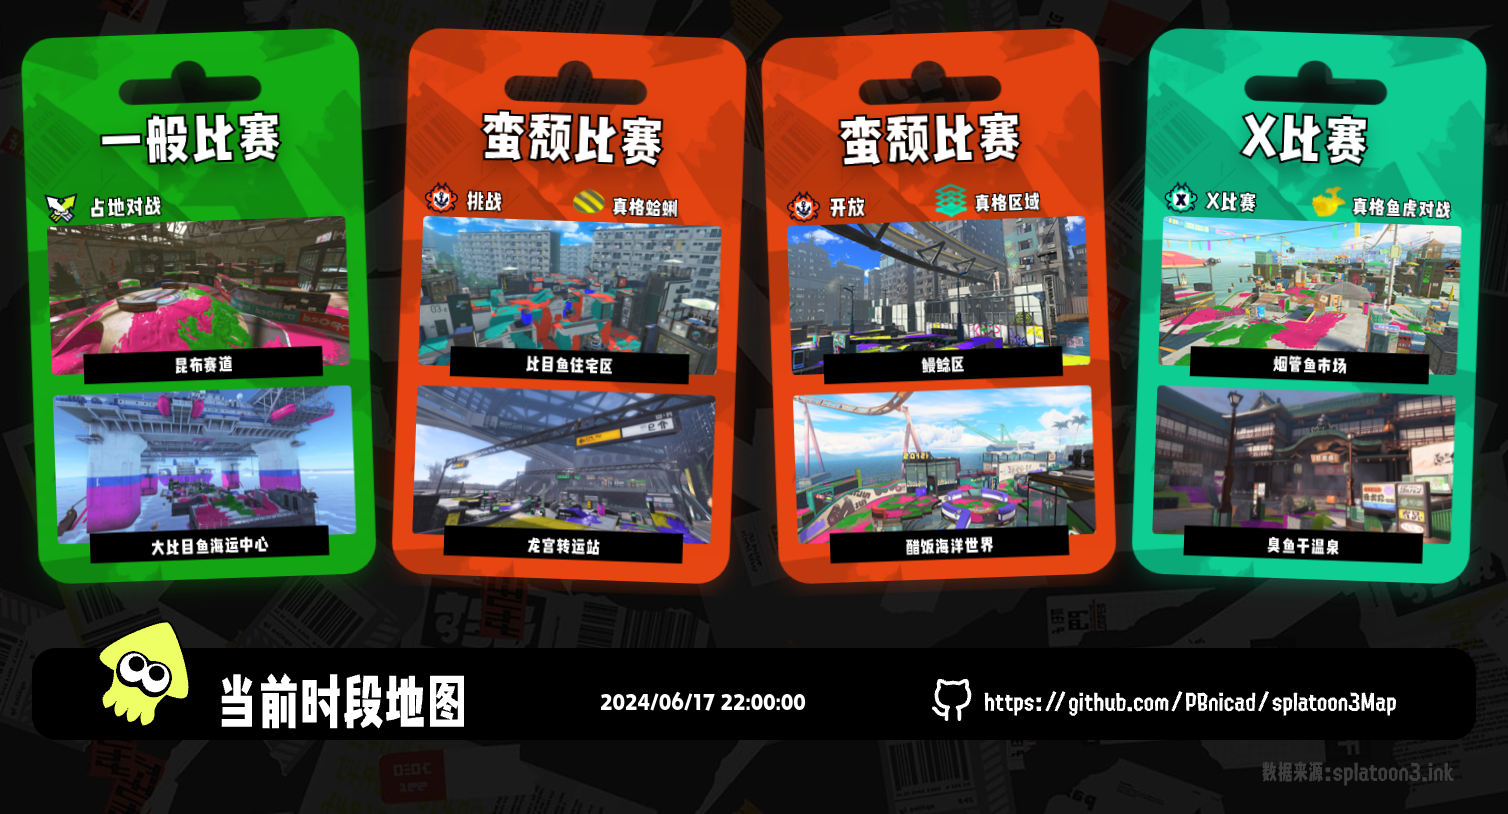 一般比赛
占地对战
昆布赛道
大比目鱼海运中心
蛮颓比赛
挑战
真格蛤蜊
比目鱼住宅区
龙宫转运站
蛮颓比赛
开放
真格区域
鳗鲶区
醋饭海洋世界
X比赛
X比赛
真格鱼虎对战
烟管鱼市场
臭鱼干温泉
当前时段地图
2024/06/17 22:00:00
https://github.com/PBnicad/splatoon3Map
数据来源:splatoon3.ink